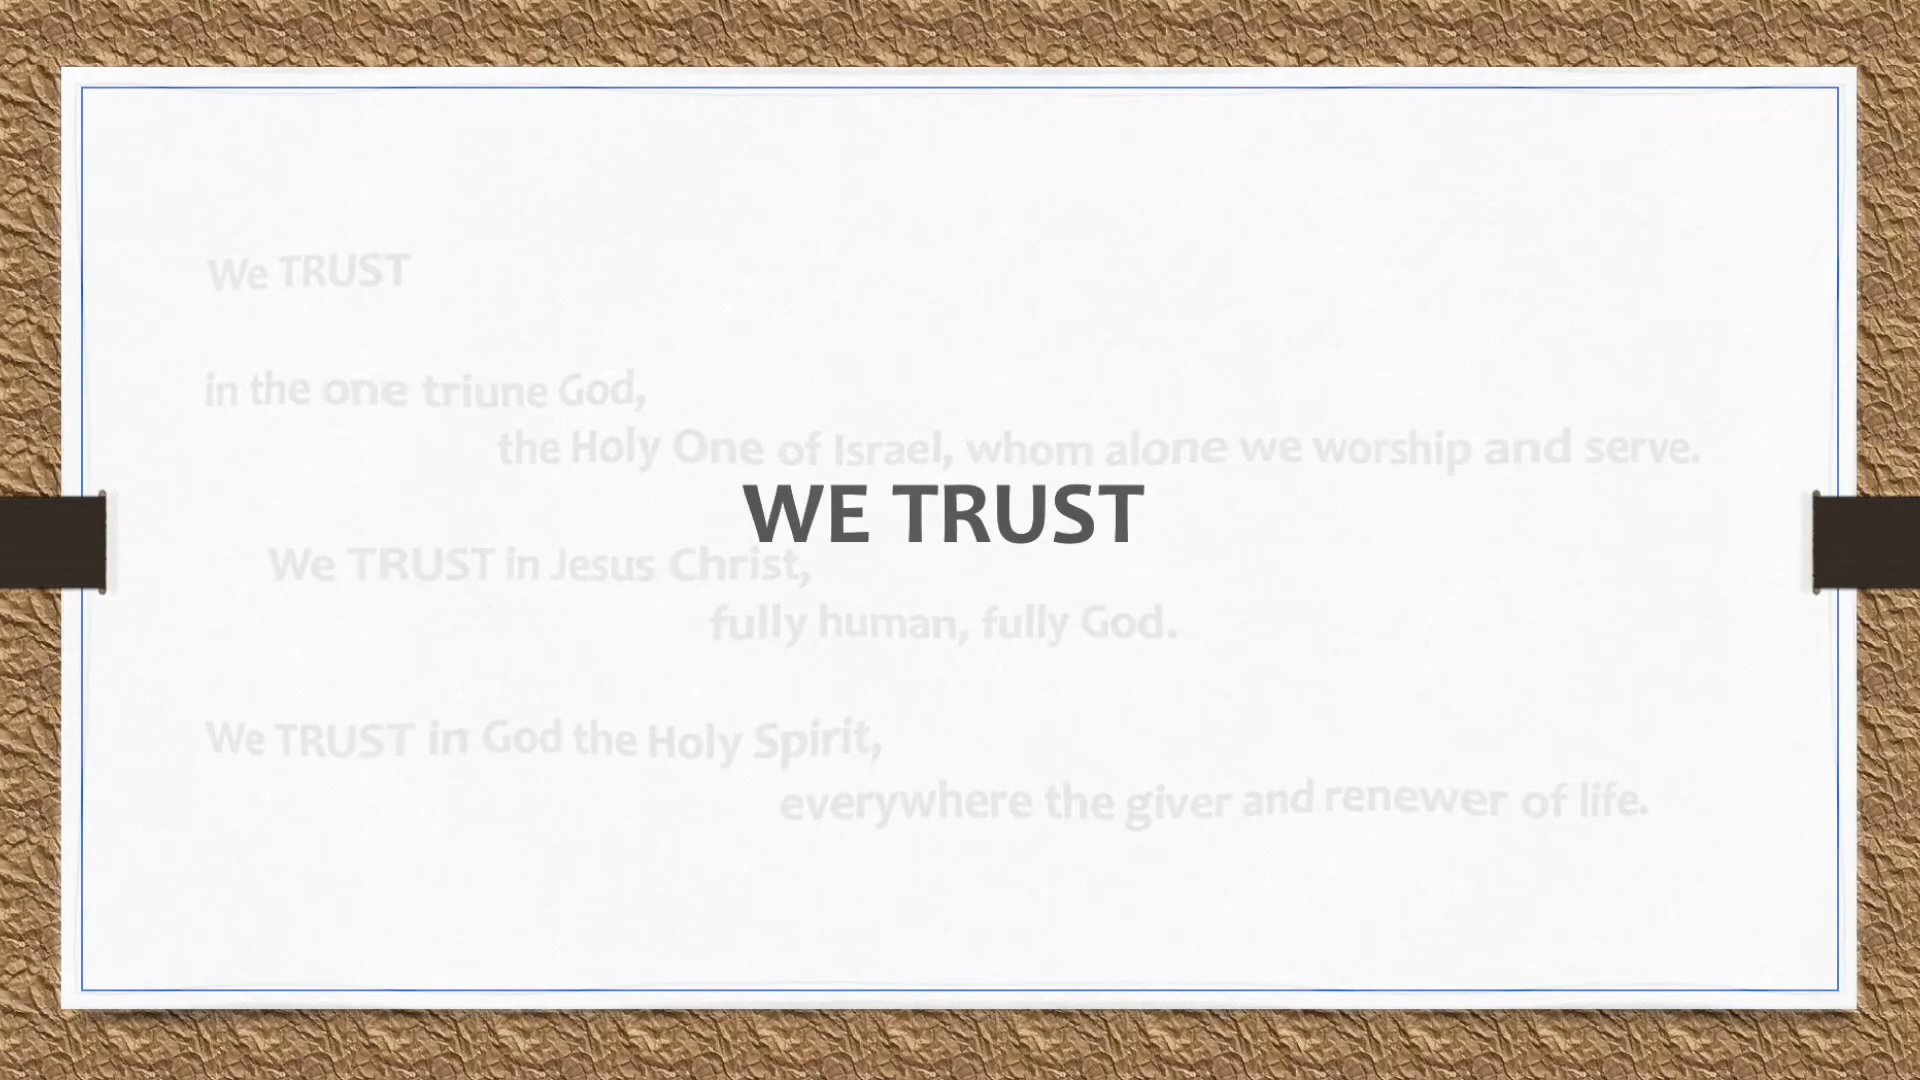 We TRUST
in the one triune God,
the Holy One of Israel, whom alone we worship and serve.
WE TRUST
We TRUST in Jesus Christ,
fully human, fully God.
We TRUST in God the Holy Spirit,
everywhere the giver and renewer of life.